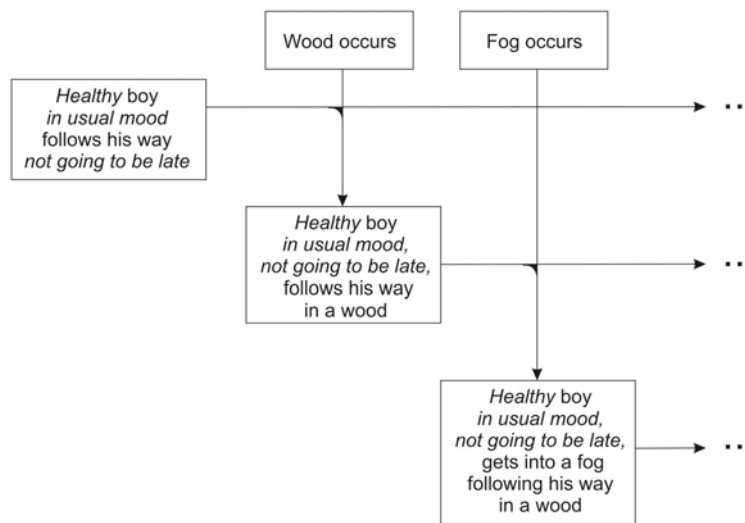 Wood occurs
Fog occurs
Healthy boy
in usual mood
follows his way
not going to be late
..
Healthy boy
in usual mood,
not going to be late,
follows his way
in a wood
..
Healthy boy
in usual mood,
not going to be late,
gets into a fog
following his way
in a wood
..